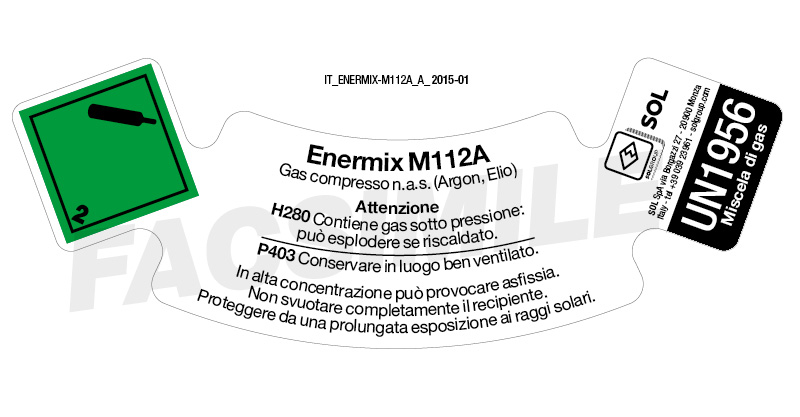 IT_ENERMIX-M112A_A_ 2015-01
2
Enermix M112A
Gas compresso n.a.s. (Argon, Elio)
Attenzione
H280 Contiene gas sotto pressione:
può esplodere se riscaldato.
P403 Conservare in luogo ben ventilato.
In alta concentrazione può provocare asfissia.
Non svuotare completamente il recipiente.
Proteggere da una prolungata esposizione ai raggi solari.
FACSIMILE
SOL
SOLGROUP
SOL SpA via Borgazzi 27 - 20900 Monza
Italy - tel +39 039 23961 - solgroup.com
UN1956
Miscela di gas